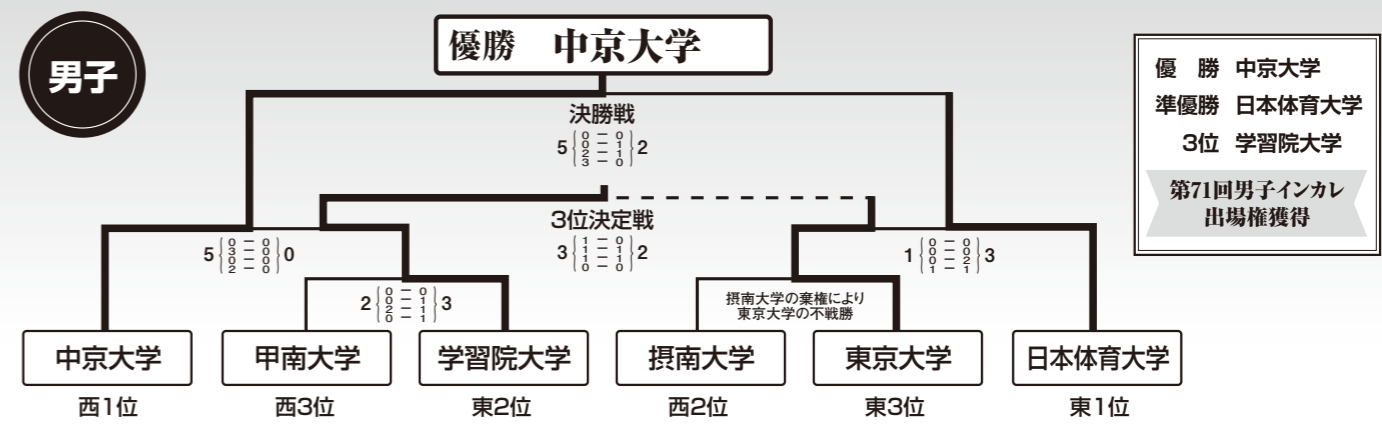 男子
優勝 中京大学
優 勝 中京大学
準優勝 日本体育大学
3位 学習院大学
第71回男子インカレ
出場権獲得
決勝戦
5 { 0 – 0
0 – 1
2 – 1
3 – 0 } 2
3位決定戦
3 { 1 – 0
1 – 1
1 – 1
0 – 0 } 2
5 { 0 – 0
3 – 0
0 – 0
2 – 0 } 0
1 { 0 – 0
0 – 0
0 – 2
1 – 1 } 3
2 { 0 – 0
0 – 1
2 – 1
0 – 1 } 3
摂南大学の棄権により
東京大学の不戦勝
中京大学 甲南大学 学習院大学 摂南大学 東京大学 日本体育大学
西1位 西3位 東2位 西2位 東3位 東1位